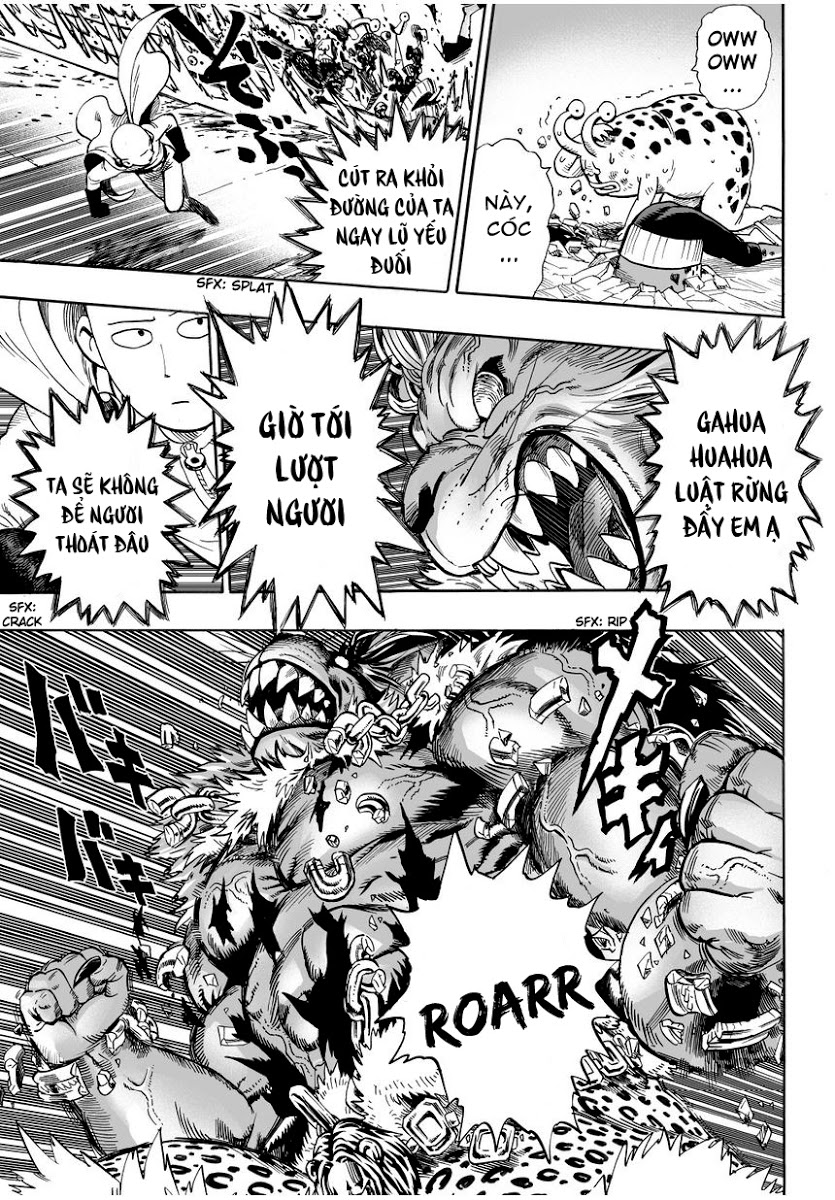 OWW
OWW
...
NÀY,
CÓC
...
CÚT RA KHỎI
ĐƯỜNG CỦA TA
NGAY LŨ YẾU
ĐUỐI
SFX: SPLAT
GAHUA
HUAHUA
LUẬT RỪNG
ĐẤY EM Ạ
GIỜ TỚI
LƯỢT
NGƯƠI
TA SẼ KHÔNG
ĐỂ NGƯƠI
THOÁT ĐÂU
SFX: RIP
SFX:
CRACK
バキ
バキ
ROARR